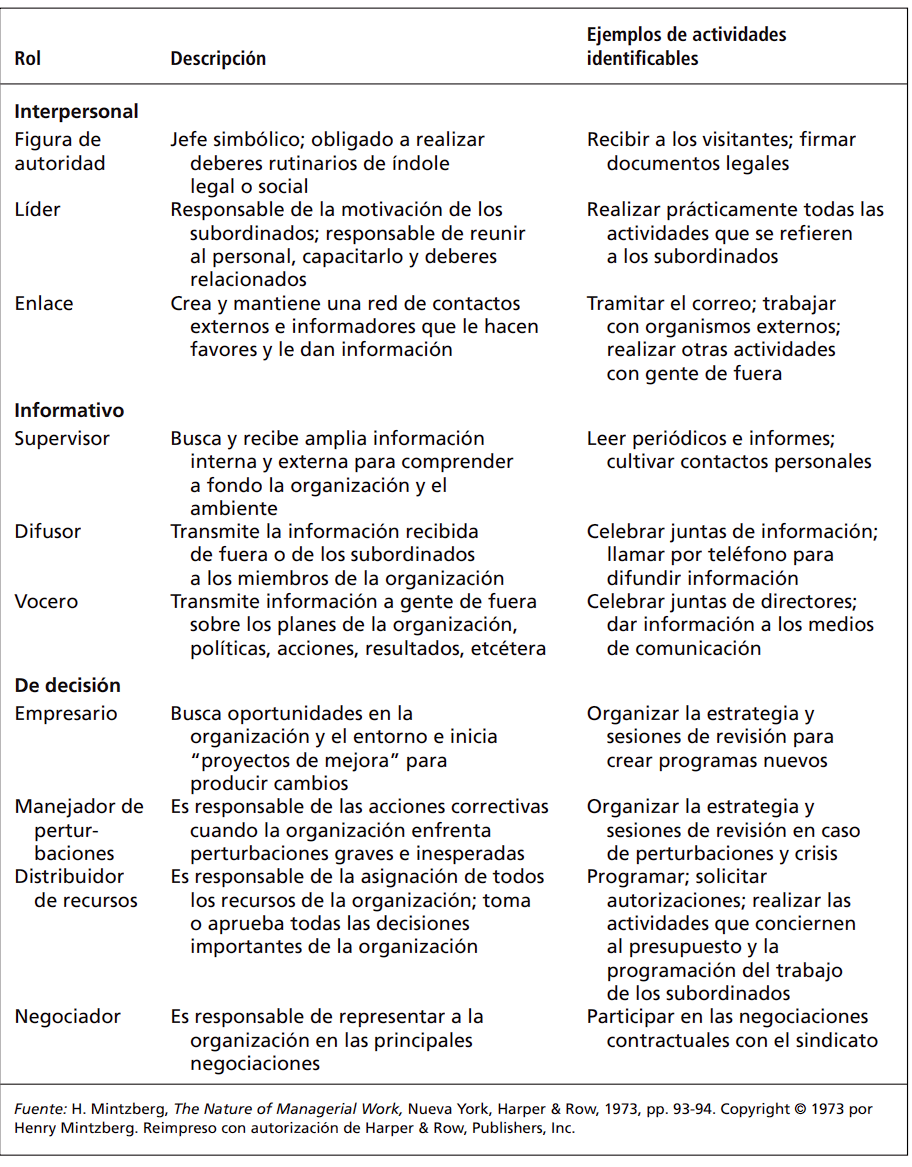 Rol Descripción Ejemplos de actividades identificables
Interpersonal
Figura de autoridad
Jefe simbólico; obligado a realizar
deberes rutinarios de índole
legal o social
Recibir a los visitantes; firmar
documentos legales
Líder
Responsable de la motivación de los
subordinados; responsable de reunir
al personal, capacitarlo y deberes
relacionados
Realizar prácticamente todas las
actividades que se refieren
a los subordinados
Enlace
Crea y mantiene una red de contactos
externos e informadores que le hacen
favores y le dan información
Tramitar el correo; trabajar
con organismos externos;
realizar otras actividades
con gente de fuera
Informativo
Supervisor
Busca y recibe amplia información
interna y externa para comprender
a fondo la organización y el
ambiente
Leer periódicos e informes;
cultivar contactos personales
Difusor
Transmite la información recibida
de fuera o de los subordinados
a los miembros de la organización
Celebrar juntas de información;
llamar por teléfono para
difundir información
Vocero
Transmite información a gente de fuera
sobre los planes de la organización,
políticas, acciones, resultados, etcétera
Celebrar juntas de directores;
dar información a los medios
de comunicación
De decisión
Empresario
Busca oportunidades en la
organización y el entorno e inicia
“proyectos de mejora” para
producir cambios
Organizar la estrategia y
sesiones de revisión para
crear programas nuevos
Manejador de
pertur-
baciones
Es responsable de las acciones correctivas
cuando la organización enfrenta
perturbaciones graves e inesperadas
Organizar la estrategia y
sesiones de revisión en caso
de perturbaciones y crisis
Distribuidor
de recursos
Es responsable de la asignación de todos
los recursos de la organización; toma
o aprueba todas las decisiones
importantes de la organización
Programar; solicitar
autorizaciones; realizar las
actividades que conciernen
al presupuesto y la
programación del trabajo
de los subordinados
Negociador
Es responsable de representar a la
organización en las principales
negociaciones
Participar en las negociaciones
contractuales con el sindicato
Fuente: H. Mintzberg, The Nature of Managerial Work, Nueva York, Harper & Row, 1973, pp. 93-94. Copyright © 1973 por
Henry Mintzberg. Reimpreso con autorización de Harper & Row, Publishers, Inc.